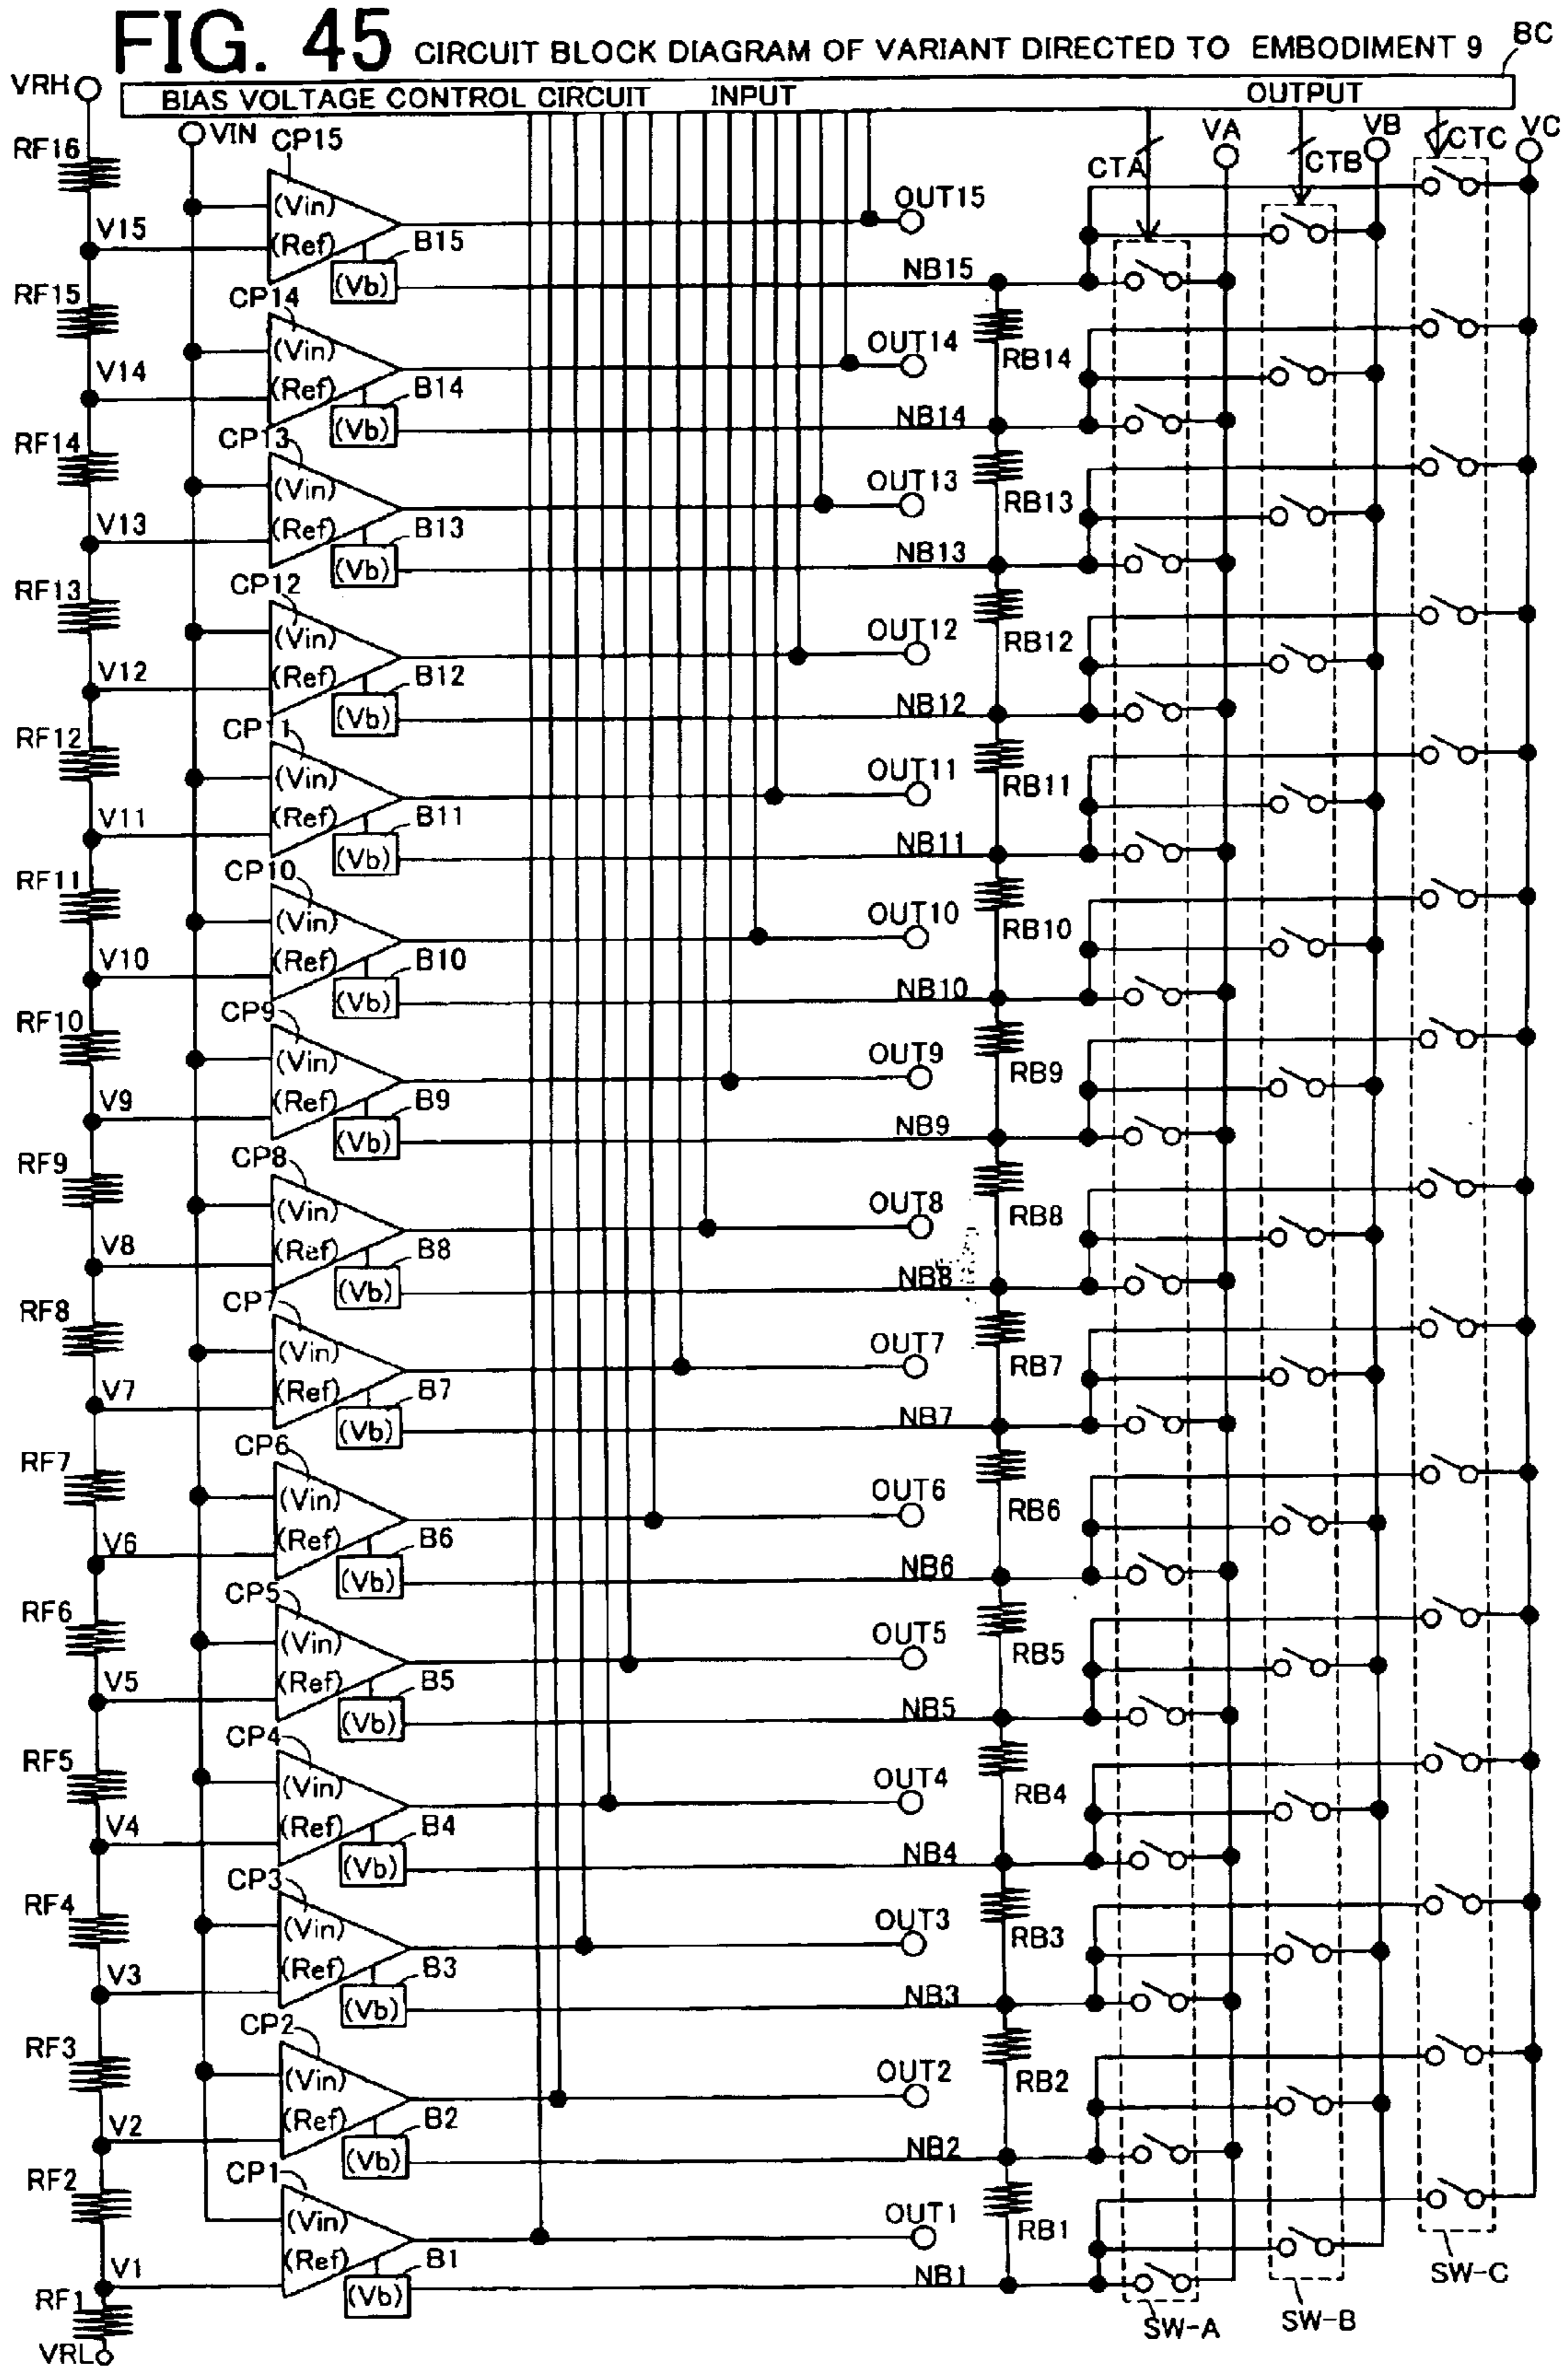 FIG. 45 CIRCUIT BLOCK DIAGRAM OF VARIANT DIRECTED TO EMBODIMENT 9
BC
VRH
BIAS VOLTAGE CONTROL CIRCUIT INPUT OUTPUT
VIN CP15 CTA VA CTB VB CTC VC
RF16
(Vin) OUT15
V15 (Ref) B15
(Vb) NB15
RF15 CP14
(Vin) OUT14 RB14
V14 (Ref) B14
(Vb) NB14
RF14 CP13
(Vin) OUT13 RB13
V13 (Ref) B13
(Vb) NB13
RF13 CP12
(Vin) OUT12 RB12
V12 (Ref) B12
(Vb) NB12
RF12 CP11
(Vin) OUT11 RB11
V11 (Ref) B11
(Vb) NB11
RF11 CP10
(Vin) OUT10 RB10
V10 (Ref) B10
(Vb) NB10
RF10 CP9
(Vin) OUT9 RB9
V9 (Ref) B9
(Vb) NB9
RF9 CP8
(Vin) OUT8 RB8
V8 (Ref) B8
(Vb) NB8
RF8 CP7
(Vin) OUT7 RB7
V7 (Ref) B7
(Vb) NB7
RF7 CP6
(Vin) OUT6 RB6
V6 (Ref) B6
(Vb) NB6
RF6 CP5
(Vin) OUT5 RB5
V5 (Ref) B5
(Vb) NB5
RF5 CP4
(Vin) OUT4 RB4
V4 (Ref) B4
(Vb) NB4
RF4 CP3
(Vin) OUT3 RB3
V3 (Ref) B3
(Vb) NB3
RF3 CP2
(Vin) OUT2 RB2
V2 (Ref) B2
(Vb) NB2
RF2 CP1
(Vin) OUT1 RB1
V1 (Ref) B1
(Vb) NB1
RF1
VRL
SW-A SW-B SW-C